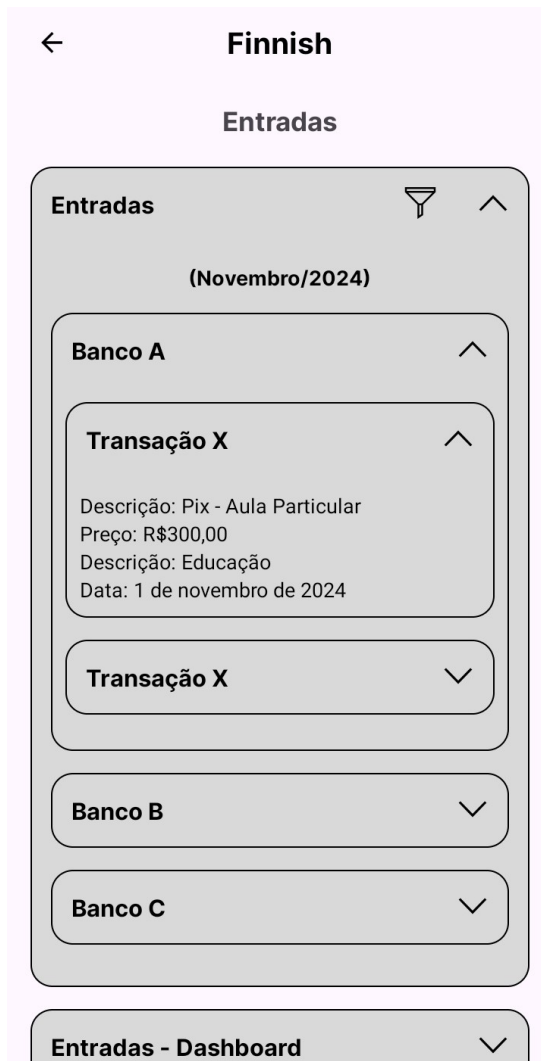 Finnish
Entradas
Entradas
(Novembro/2024)
Banco A
Transação X
Descrição: Pix - Aula Particular
Preço: R$300,00
Descrição: Educação
Data: 1 de novembro de 2024
Transação X
Banco B
Banco C
Entradas - Dashboard